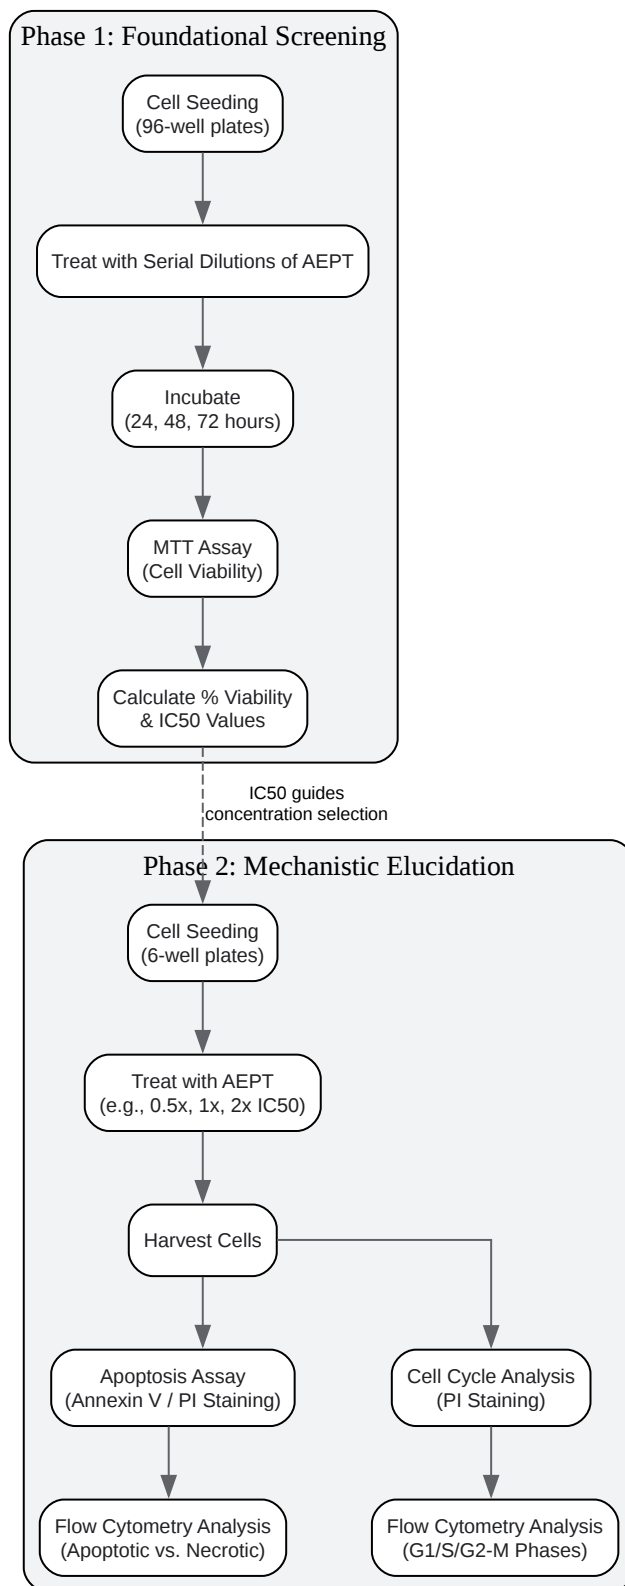 Phase 1: Foundational Screening
Cell Seeding
(96-well plates)
Treat with Serial Dilutions of AEPT
Incubate
(24, 48, 72 hours)
MTT Assay
(Cell Viability)
Calculate % Viability
& IC50 Values
IC50 guides
concentration selection
Phase 2: Mechanistic Elucidation
Cell Seeding
(6-well plates)
Treat with AEPT
(e.g., 0.5x, 1x, 2x IC50)
Harvest Cells
Apoptosis Assay
(Annexin V / PI Staining)
Cell Cycle Analysis
(PI Staining)
Flow Cytometry Analysis
(Apoptotic vs. Necrotic)
Flow Cytometry Analysis
(G1/S/G2-M Phases)